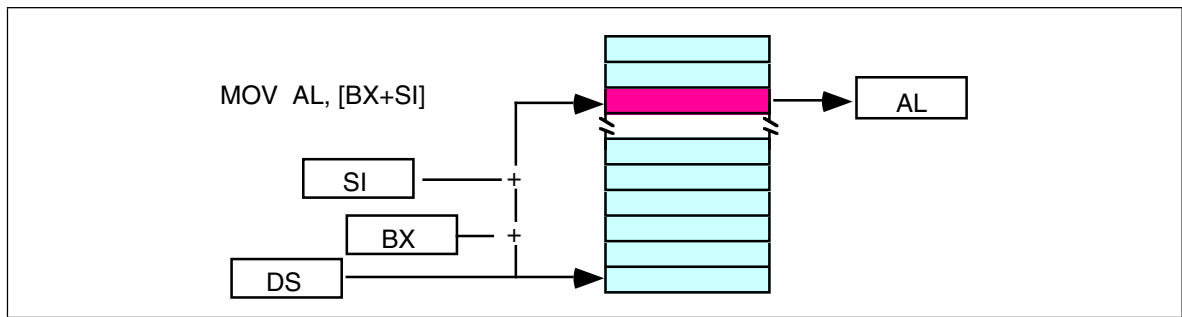 MOV AL, [BX+SI]
AL
SI
+
BX
+
DS